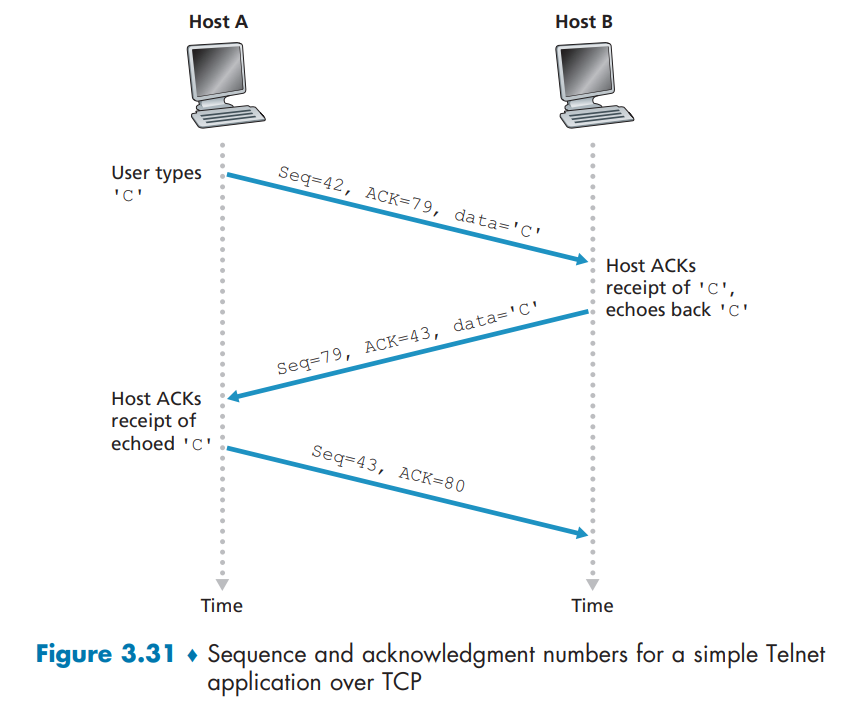 Host A
Host B
User types
'C'
Seq=42, ACK=79, data='C'
Host ACKs
receipt of 'C',
echoes back 'C'
Seq=79, ACK=43, data='C'
Host ACKs
receipt of
echoed 'C'
Seq=43, ACK=80
Time
Time
Figure 3.31 ♦ Sequence and acknowledgment numbers for a simple Telnet
application over TCP